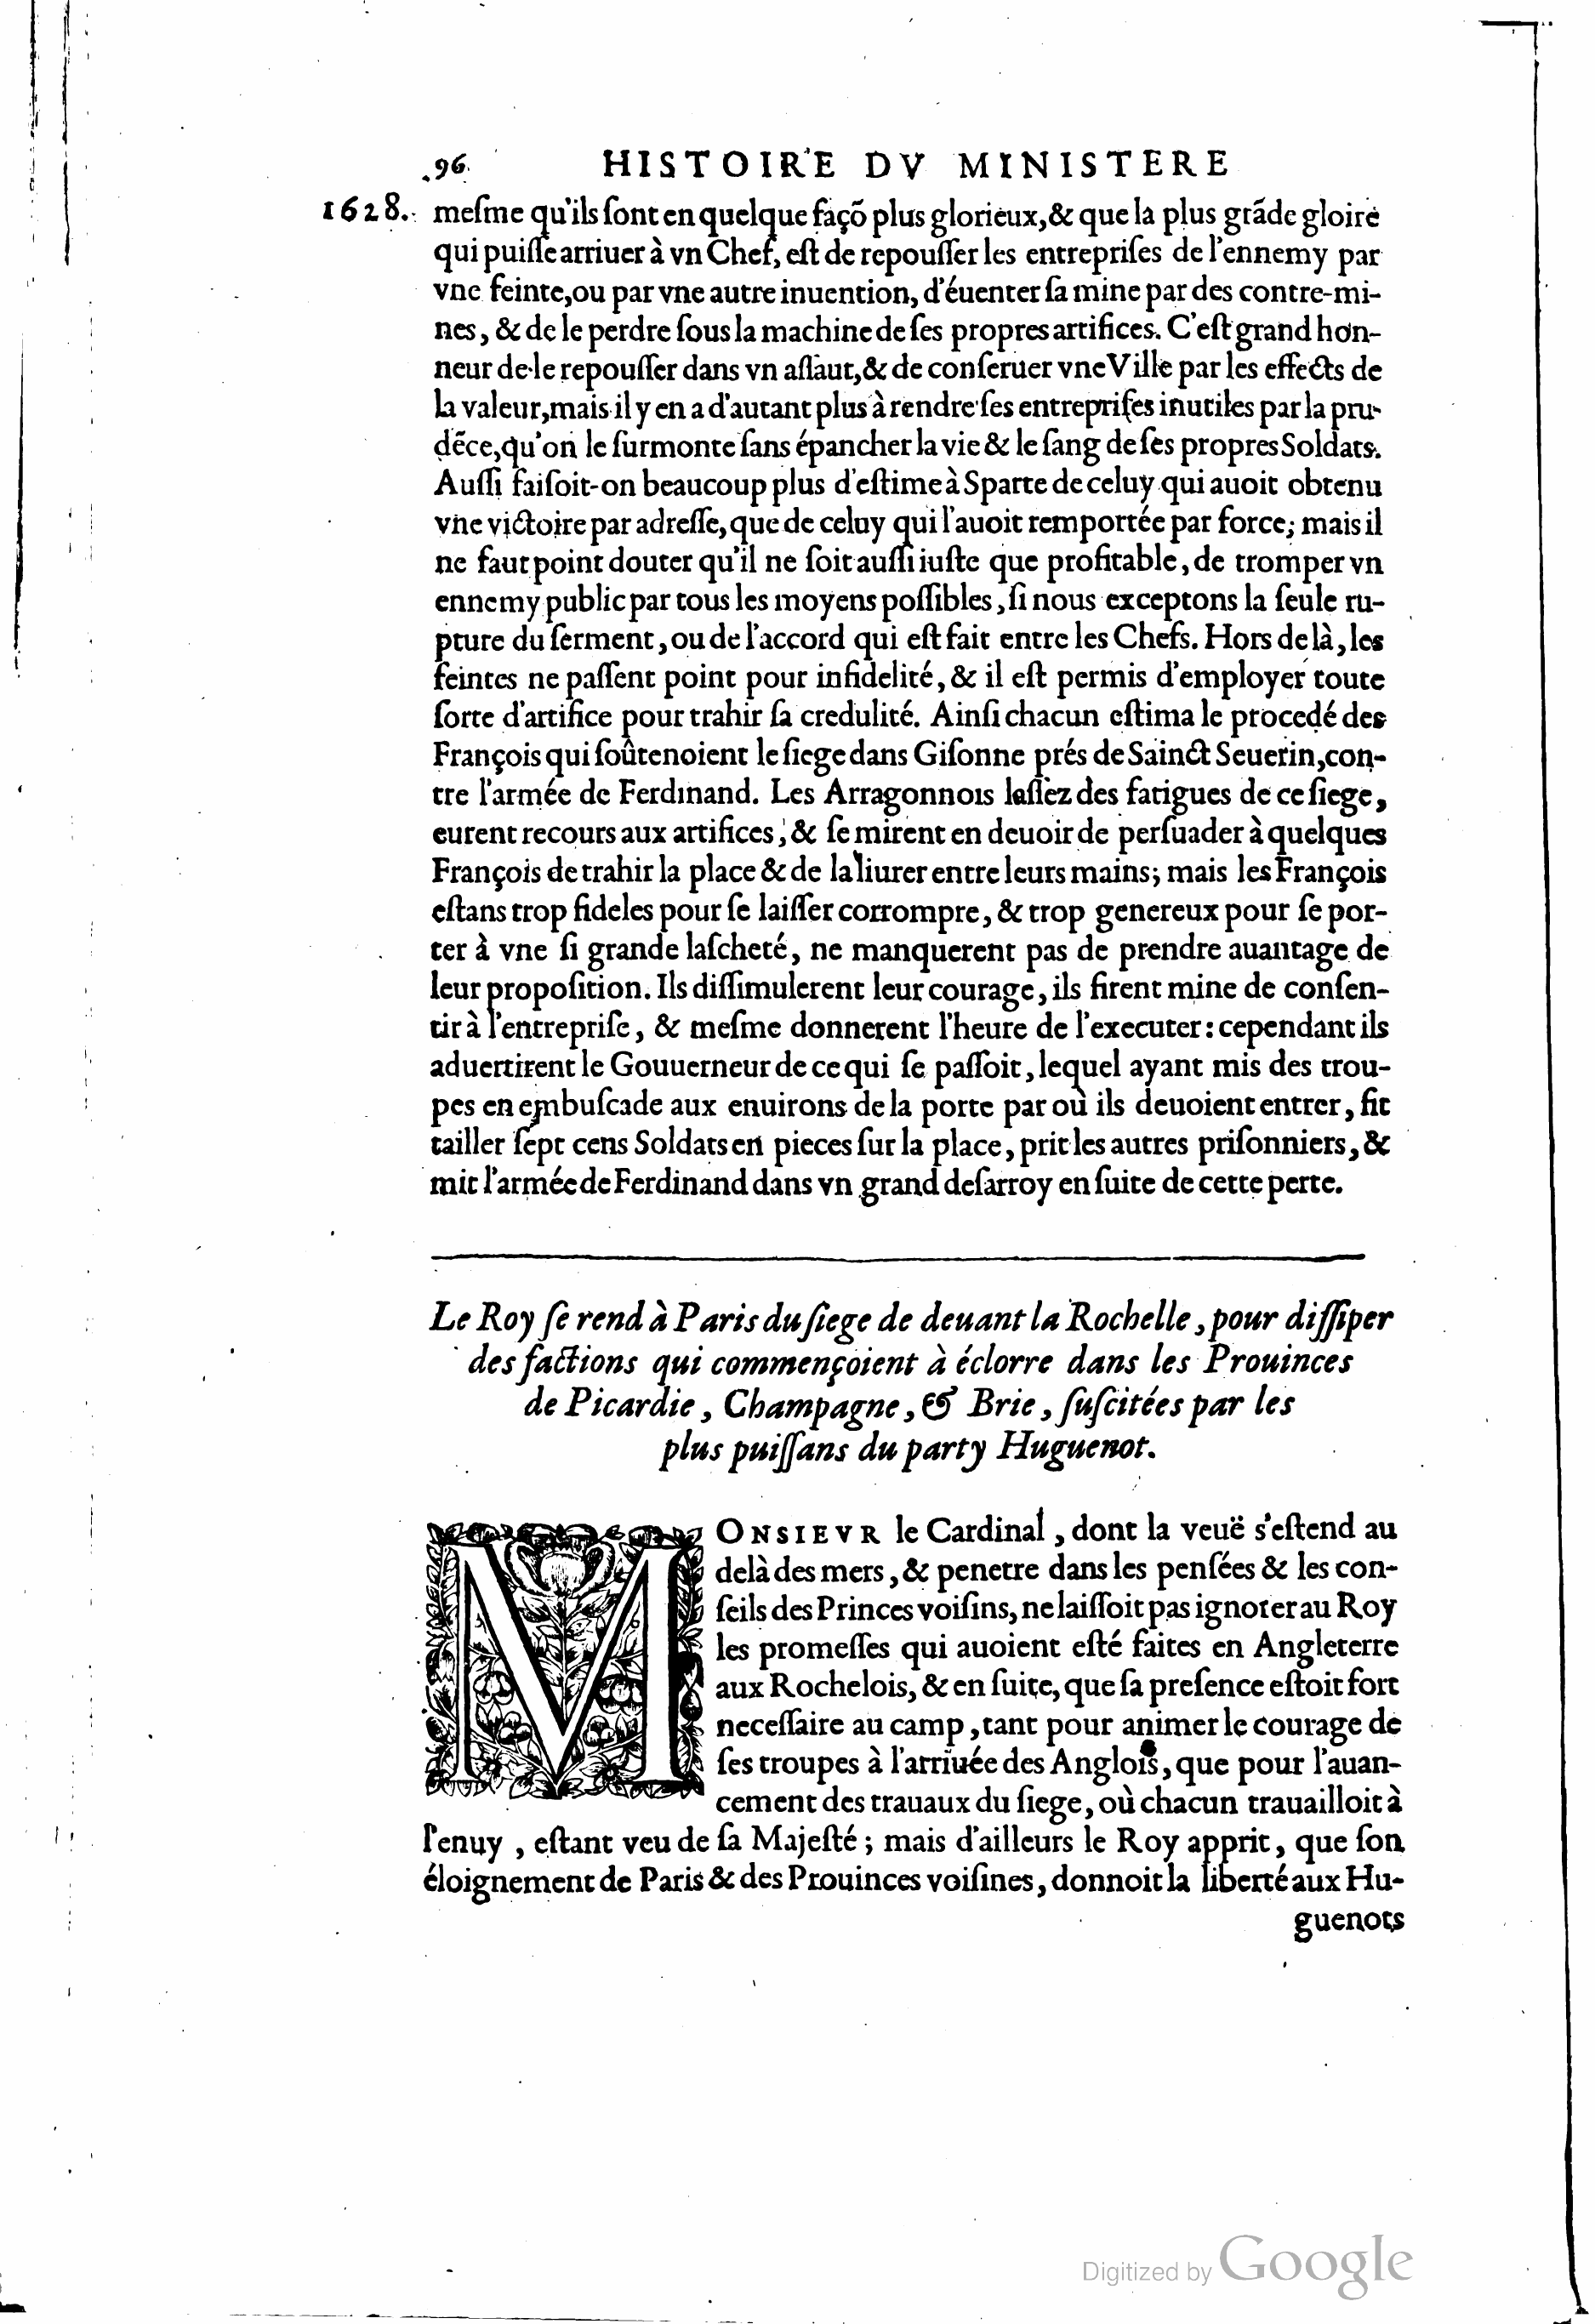 96 HISTOIRE DV MINISTERE
1628. meſme qu'ils ſont en quelque façõ plus glorieux, & que la plus grãde gloire
qui puiſſe arriuer à vn Chef, eſt de repouſſer les entrepriſes de l'ennemy par
vne feinte, ou par vne autre inuention, d'éuenter ſa mine par des contre-mi-
nes, & de le perdre ſous la machine de ſes propres artifices. C'eſt grand hon-
neur de le repouſſer dans vn aſſaut, & de conſeruer vne Ville par les effects de
la valeur, mais il y en a d'autant plus à rendre ſes entrepriſes inutiles par la pru-
dẽce, qu'on le ſurmonte ſans épancher la vie & le ſang de ſes propres Soldats.
Auſſi faiſoit-on beaucoup plus d'eſtime à Sparte de celuy qui auoit obtenu
vne victoire par adreſſe, que de celuy qui l'auoit remportée par force; mais il
ne faut point douter qu'il ne ſoit auſſi iuſte que profitable, de tromper vn
ennemy public par tous les moyens poſſibles, ſi nous exceptons la ſeule ru-
pture du ſerment, ou de l'accord qui eſt fait entre les Chefs. Hors de là, les
feintes ne paſſent point pour infidelité, & il eſt permis d'employer toute
ſorte d'artifice pour trahir ſa credulité. Ainſi chacun eſtima le procedé des
François qui ſoûtenoient le ſiege dans Giſonne prés de Sainct Seuerin, con-
tre l'armée de Ferdinand. Les Arragonnois laſſez des fatigues de ce ſiege,
eurent recours aux artifices, & ſe mirent en deuoir de perſuader à quelques
François de trahir la place & de la liurer entre leurs mains; mais les François
eſtans trop fideles pour ſe laiſſer corrompre, & trop genereux pour ſe por-
ter à vne ſi grande laſcheté, ne manquerent pas de prendre auantage de
leur propoſition. Ils diſſimulerent leur courage, ils firent mine de conſen-
tir à l'entrepriſe, & meſme donnerent l'heure de l'executer: cependant ils
aduertirent le Gouuerneur de ce qui ſe paſſoit, lequel ayant mis des trou-
pes en embuſcade aux enuirons de la porte par où ils deuoient entrer, fit
tailler ſept cens Soldats en pieces ſur la place, prit les autres priſonniers, &
mit l'armée de Ferdinand dans vn grand deſarroy en ſuite de cette perte.
Le Roy ſe rend à Paris du ſiege de deuant la Rochelle, pour diſſiper
des factions qui commençoient à éclorre dans les Prouinces
de Picardie, Champagne, & Brie, ſuſcitées par les
plus puiſſans du party Huguenot.
MONSIEVR le Cardinal, dont la veuë s'eſtend au
delà des mers, & penetre dans les penſées & les con-
ſeils des Princes voiſins, ne laiſſoit pas ignorer au Roy
les promeſſes qui auoient eſté faites en Angleterre
aux Rochelois, & en ſuite, que ſa preſence eſtoit fort
neceſſaire au camp, tant pour animer le courage de
ſes troupes à l'arriuée des Anglois, que pour l'auan-
cement des trauaux du ſiege, où chacun trauailloit à
l'enuy, eſtant veu de ſa Majeſté; mais d'ailleurs le Roy apprit, que ſon
éloignement de Paris & des Prouinces voiſines, donnoit la liberté aux Hu-
guenots
Digitized by Google